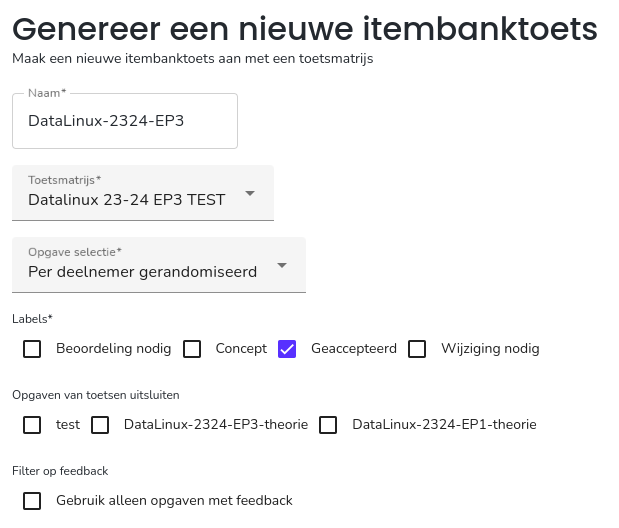 Genereer een nieuwe itembanktoets
Maak een nieuwe itembanktoets aan met een toetsmatrijs
Naam*
DataLinux-2324-EP3
Toetsmatrijs*
Datalinux 23-24 EP3 TEST
Opgave selectie*
Per deelnemer gerandomiseerd
Labels*
Beoordeling nodig Concept Geaccepteerd Wijziging nodig
Opgaven van toetsen uitsluiten
test DataLinux-2324-EP3-theorie DataLinux-2324-EP1-theorie
Filter op feedback
Gebruik alleen opgaven met feedback